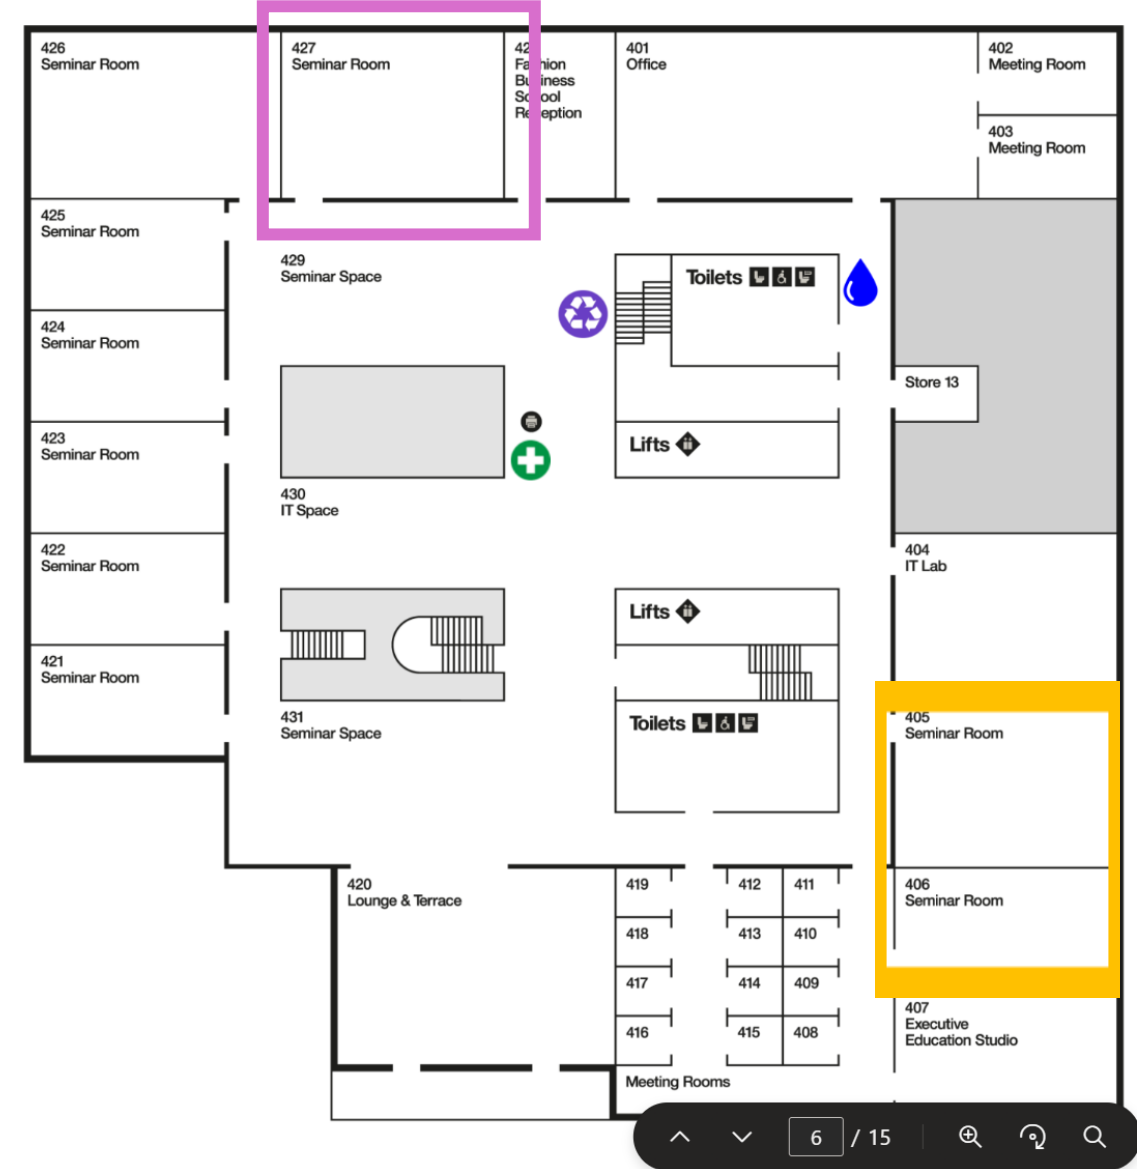 426
Seminar Room
427
Seminar Room
Fashion
Business
School
Reception
401
Office
402
Meeting Room
403
Meeting Room
425
Seminar Room
429
Seminar Space
Toilets
424
Seminar Room
Store 13
423
Seminar Room
Lifts
430
IT Space
422
Seminar Room
404
IT Lab
Lifts
421
Seminar Room
431
Seminar Space
Toilets
405
Seminar Room
420
Lounge & Terrace
419
412
411
406
Seminar Room
418
413
410
417
414
409
416
415
408
407
Executive
Education Studio
Meeting Rooms
6 / 15